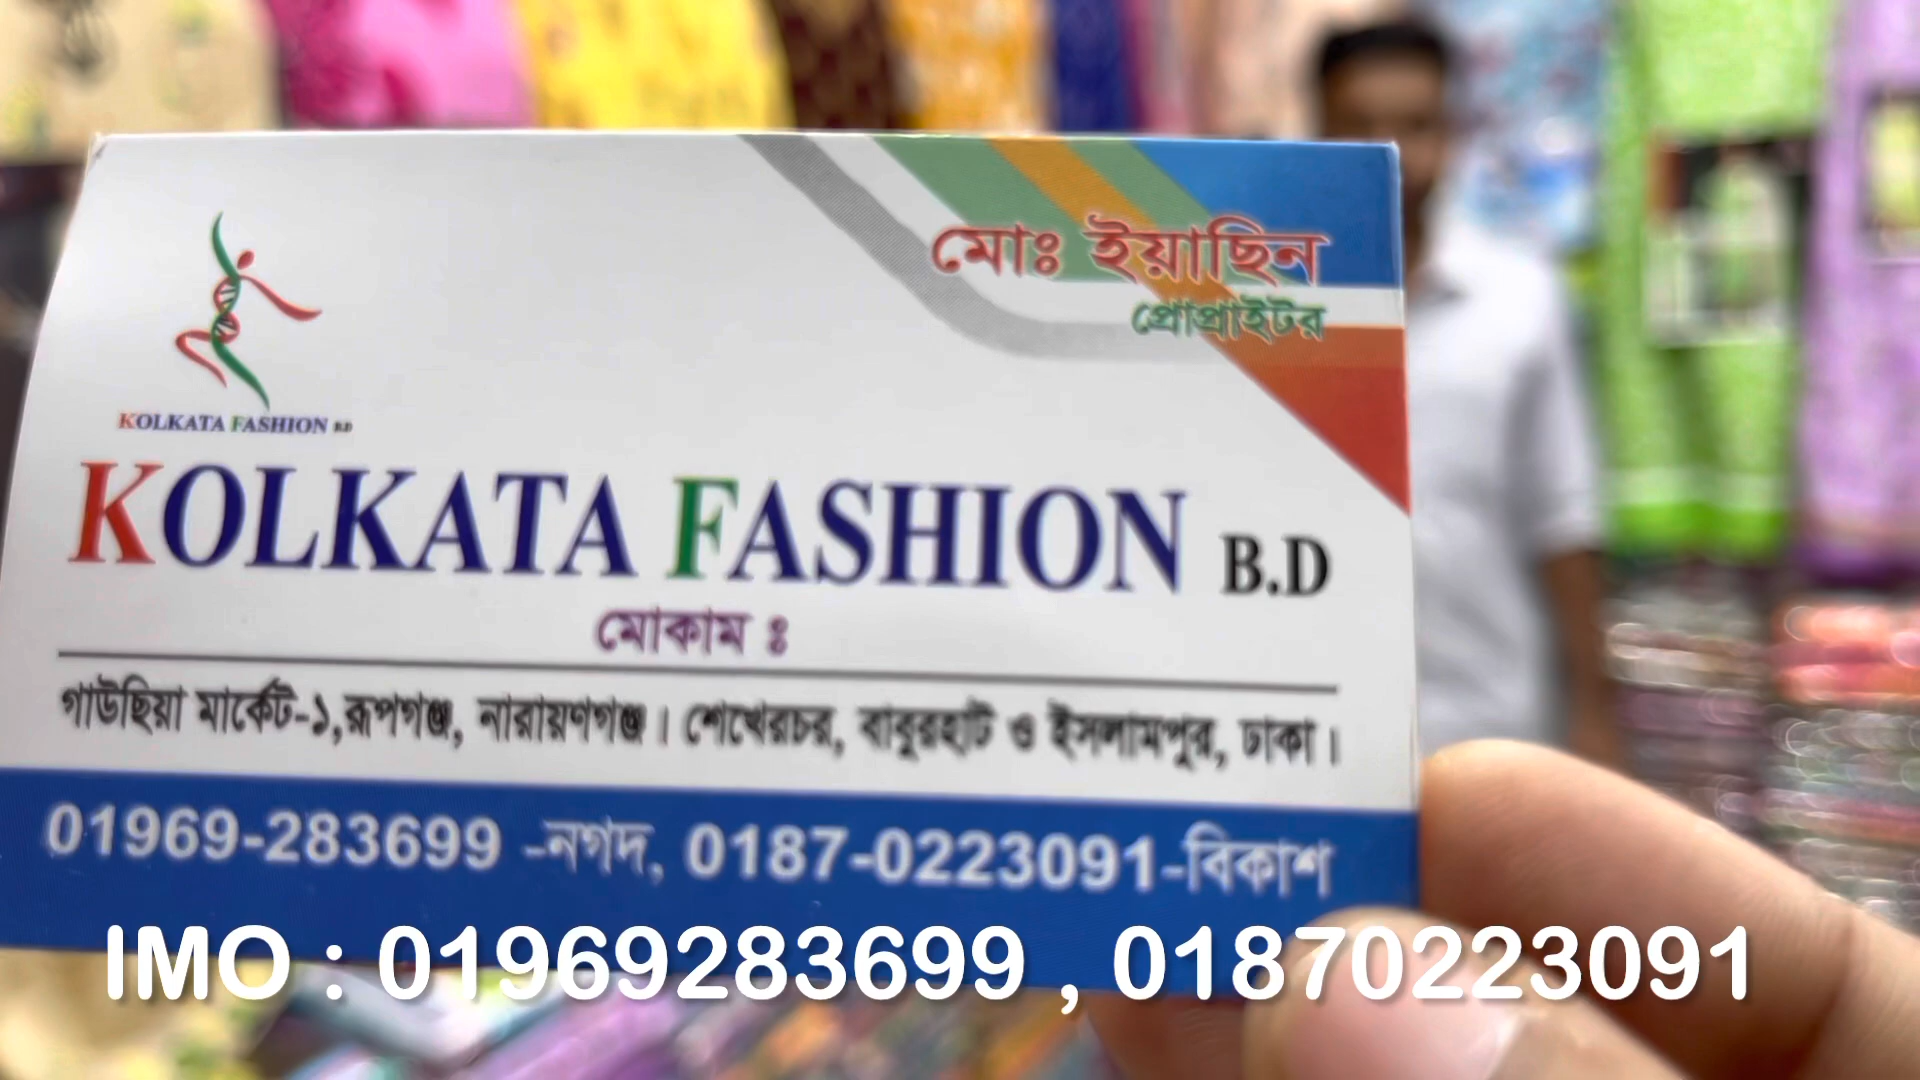 মোঃ ইয়াছিন
প্রোপ্রাইটর
KOLKATA FASHION B.D
KOLKATA FASHION B.D
মোকাম ঃ
গাউছিয়া মার্কেট-১,রূপগঞ্জ, নারায়ণগঞ্জ। শেখেরচর, বাবুরহাট ও ইসলামপুর, ঢাকা।
01969-283699 -নগদ, 0187-0223091-বিকাশ
IMO : 01969283699 , 01870223091